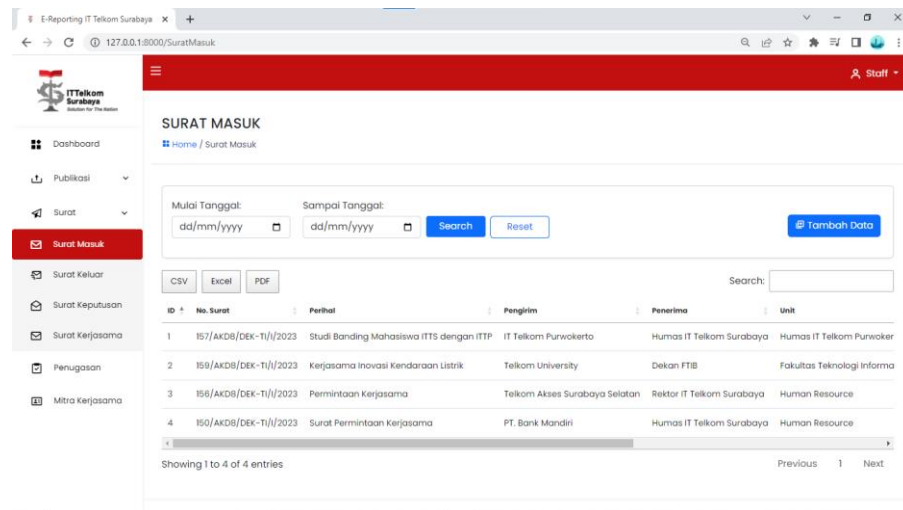 E-Reporting IT Telkom Surabaya
127.0.0.1:8000/SuratMasuk
ITTelkom
Surabaya
Solution for The Nation
Staff
Dashboard
Publikasi
Surat
Surat Masuk
Surat Keluar
Surat Keputusan
Surat Kerjasama
Penugasan
Mitra Kerjasama
SURAT MASUK
Home / Surat Masuk
Mulai Tanggal: Sampai Tanggal:
dd/mm/yyyy dd/mm/yyyy Search Reset Tambah Data
CSV Excel PDF Search:
ID No. Surat Perihal Pengirim Penerima Unit
1 157/AKD8/DEK-TI/I/2023 Studi Banding Mahasiswa ITTS dengan ITTP IT Telkom Purwokerto Humas IT Telkom Surabaya Humas IT Telkom Purwoker
2 159/AKD8/DEK-TI/I/2023 Kerjasama Inovasi Kendaraan Listrik Telkom University Dekan FTIB Fakultas Teknologi Informa
3 156/AKD8/DEK-TI/I/2023 Permintaan Kerjasama Telkom Akses Surabaya Selatan Rektor IT Telkom Surabaya Human Resource
4 150/AKD8/DEK-TI/I/2023 Surat Permintaan Kerjasama PT. Bank Mandiri Humas IT Telkom Surabaya Human Resource
Showing 1 to 4 of 4 entries Previous 1 Next